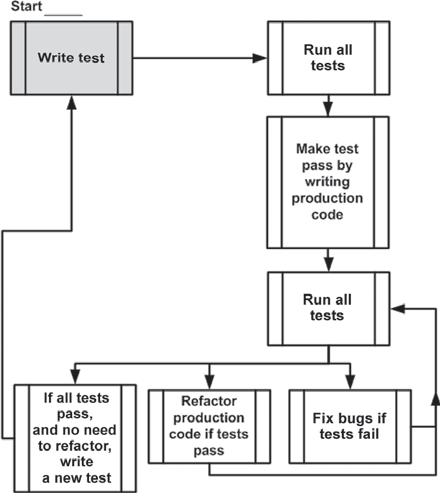 Start
Write test
Run all
tests
Make test
pass by
writing
production
code
Run all
tests
If all tests
pass,
and no need
to refactor,
write
a new test
Refactor
production
code if tests
pass
Fix bugs if
tests fail